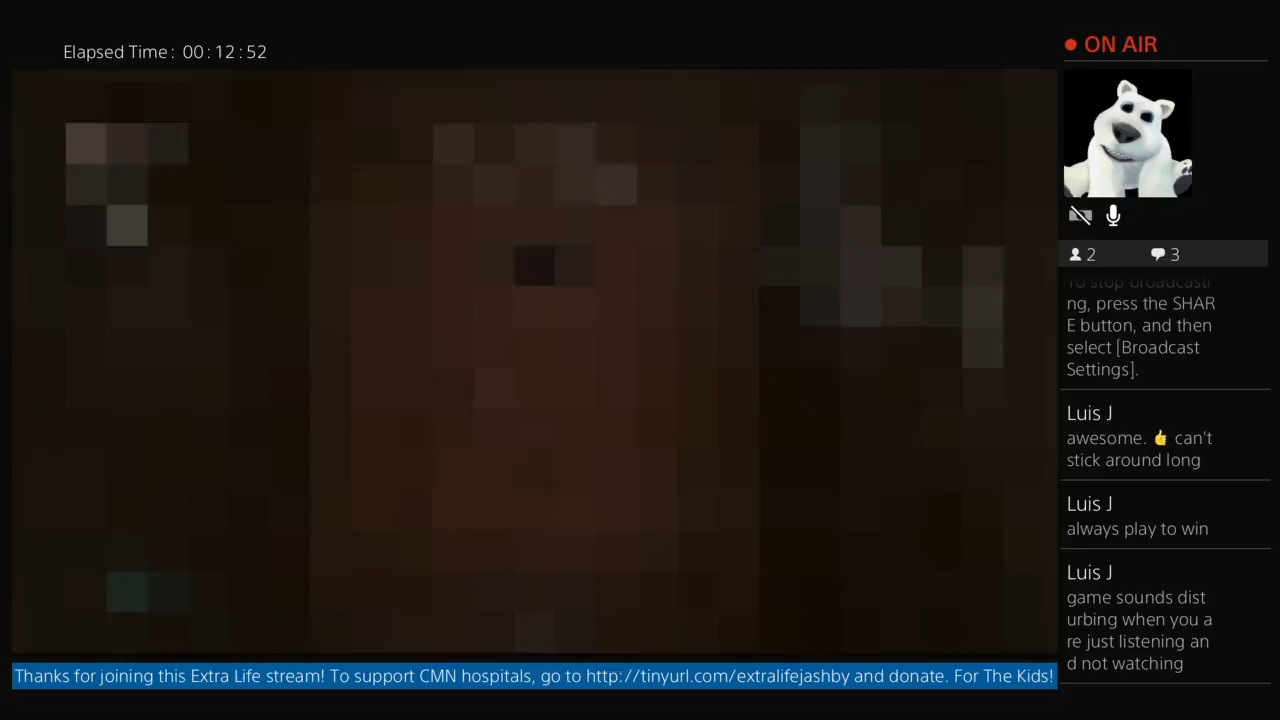 Elapsed Time: 00:12:52
ON AIR
2 3
To stop broadcasti
ng, press the SHAR
E button, and then
select [Broadcast
Settings].
Luis J
awesome. 👍 can't
stick around long
Luis J
always play to win
Luis J
game sounds dist
urbing when you a
re just listening an
d not watching
Thanks for joining this Extra Life stream! To support CMN hospitals, go to http://tinyurl.com/extralifejashby and donate. For The Kids!